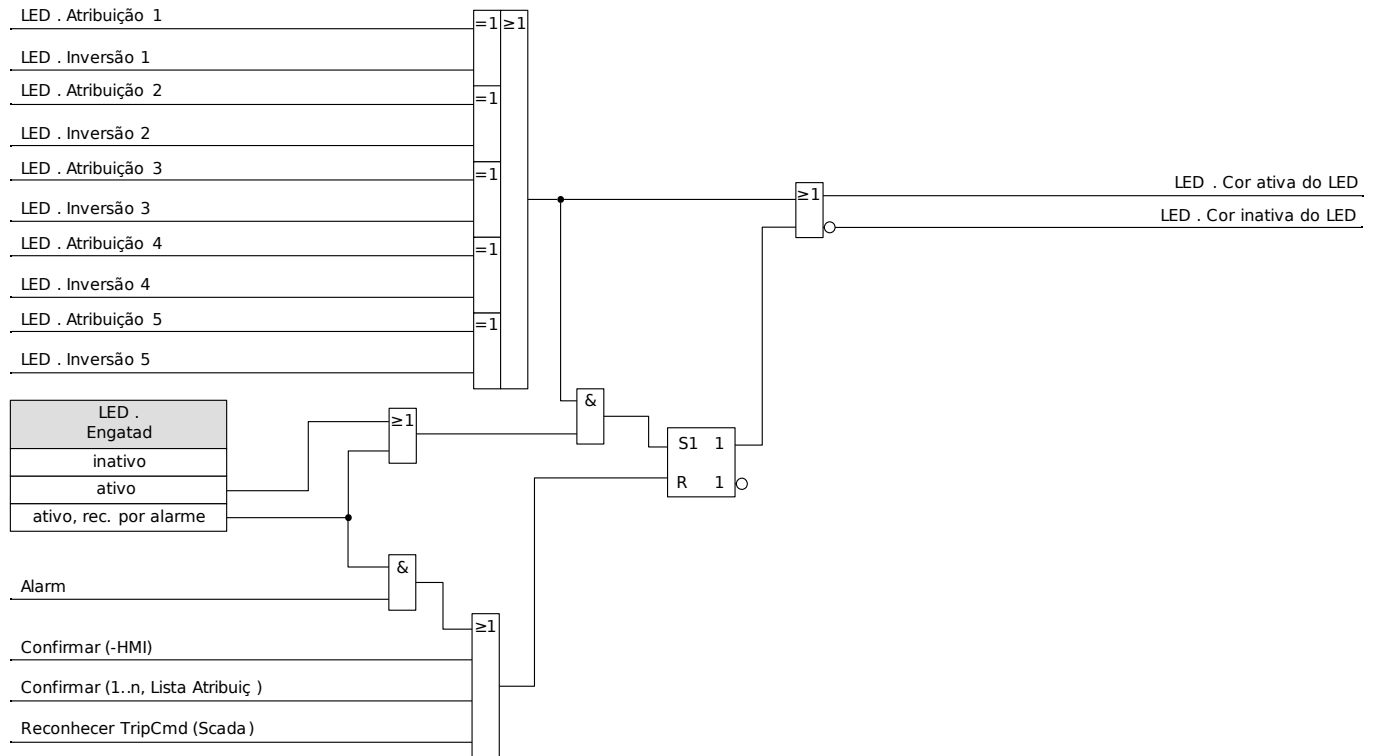 LED . Atribuição 1
=1 ≥1
LED . Inversão 1
LED . Atribuição 2
=1
LED . Inversão 2
LED . Atribuição 3
=1
LED . Inversão 3
LED . Atribuição 4
=1
LED . Inversão 4
LED . Atribuição 5
=1
LED . Inversão 5
≥1
LED . Cor ativa do LED
LED . Cor inativa do LED
LED .
Engatad
inativo
ativo
ativo, rec. por alarme
≥1
&
S1 1
R 1
&
Alarm
≥1
Confirmar (-HMI)
Confirmar (1..n, Lista Atribuiç )
Reconhecer TripCmd (Scada)